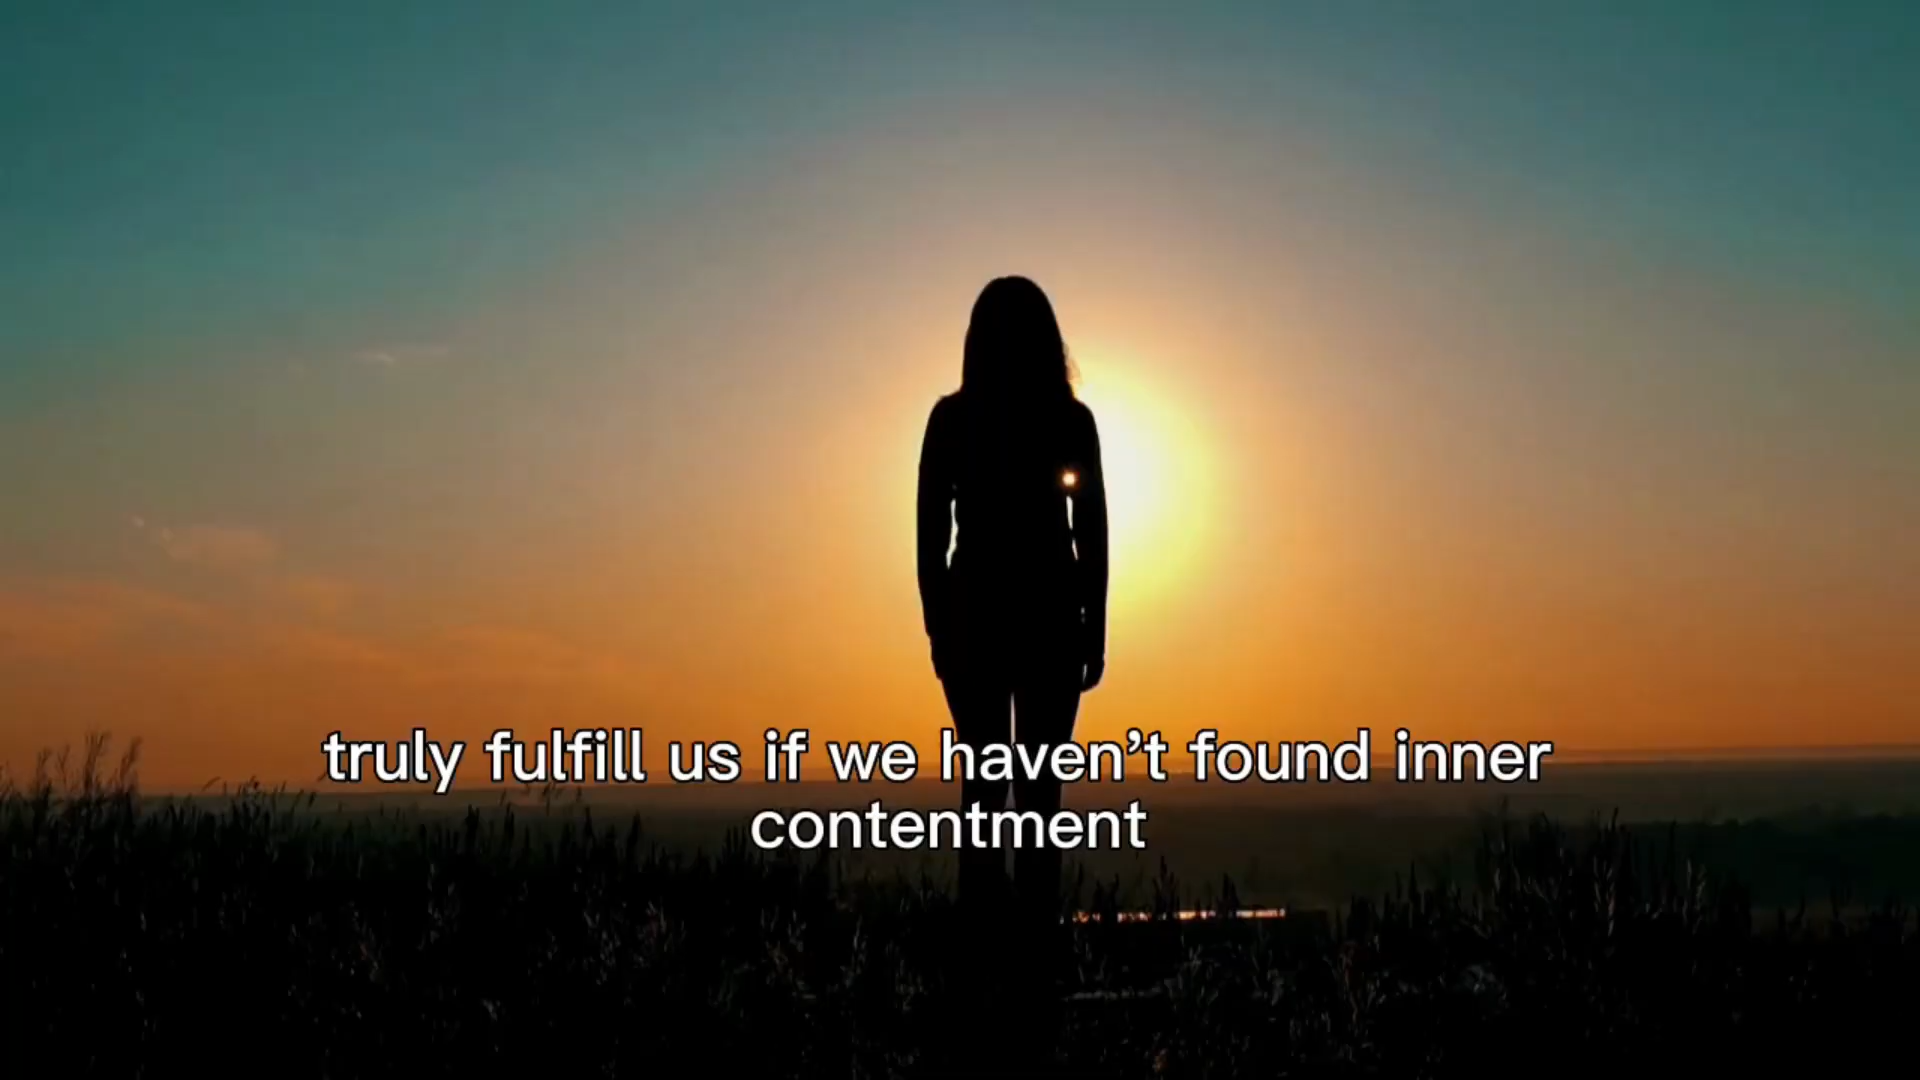 truly fulfill us if we haven’t found inner
contentment